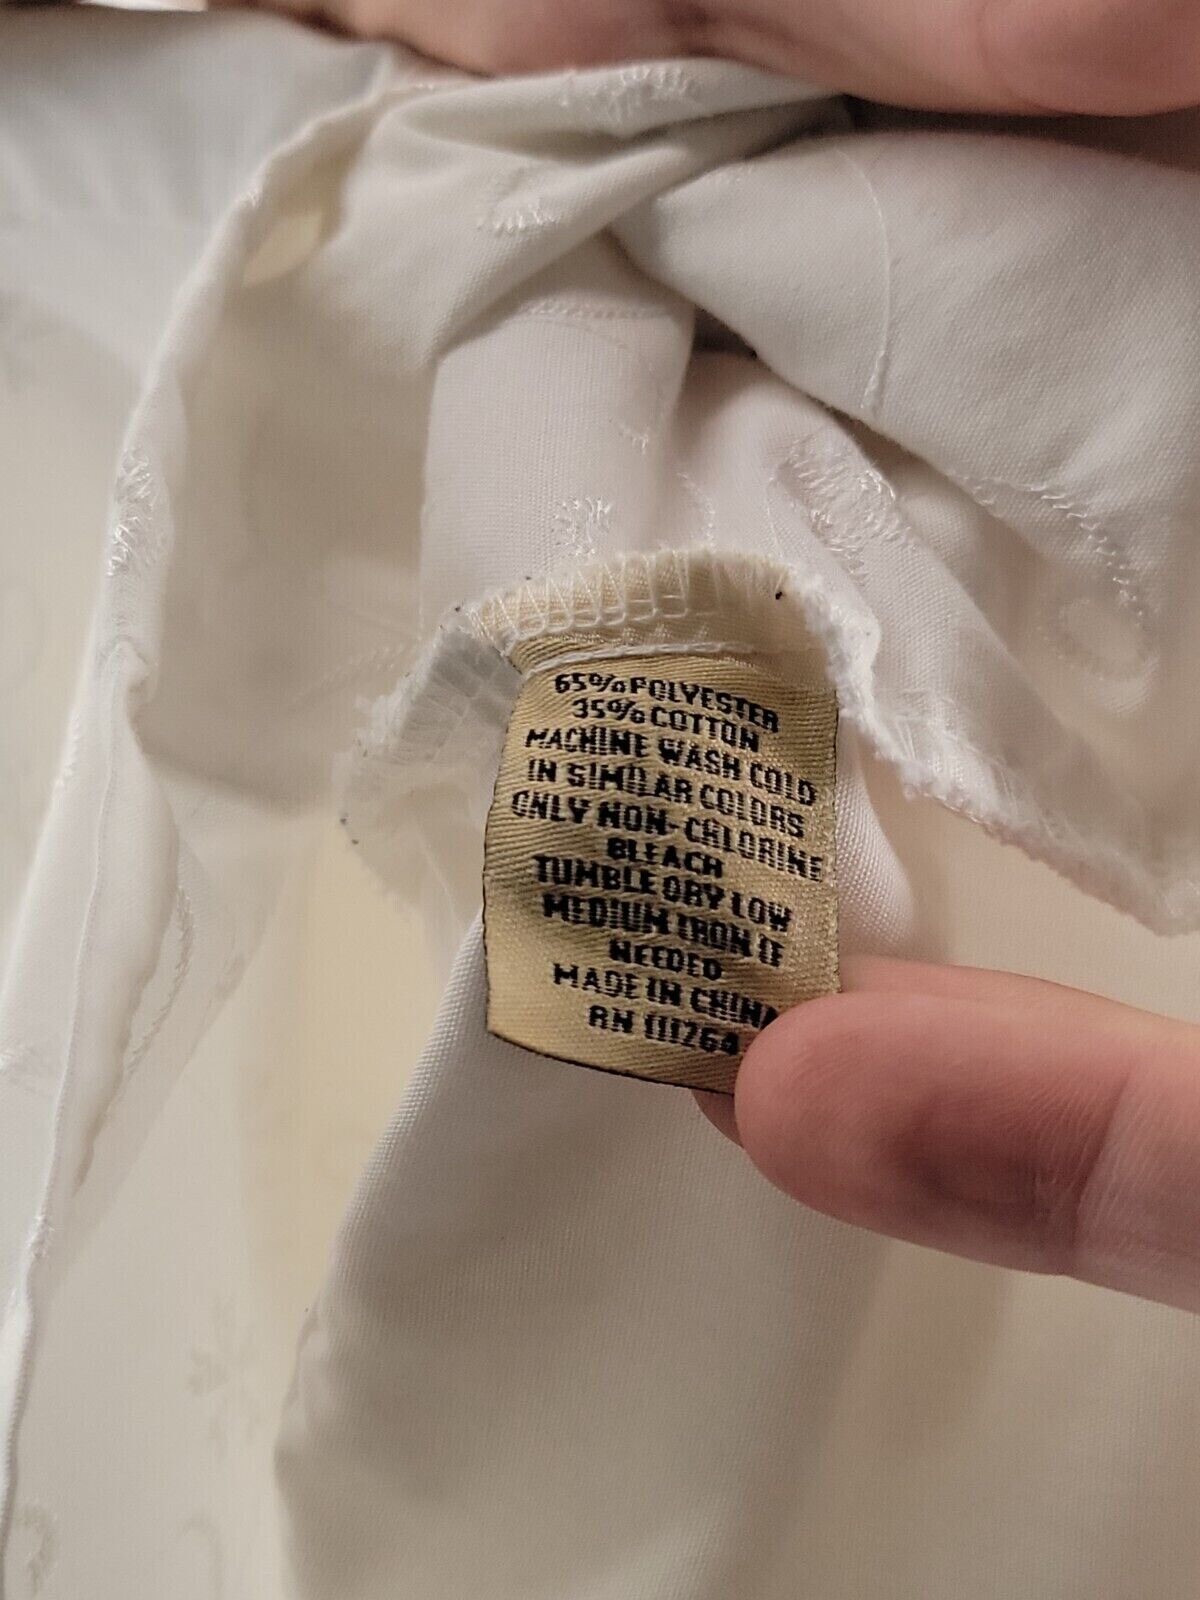 65% POLYESTER
35% COTTON
MACHINE WASH COLD
IN SIMILAR COLORS
ONLY NON-CHLORINE
BLEACH
TUMBLE DRY LOW
MEDIUM IRON IF
NEEDED
MADE IN CHINA
RN 111264